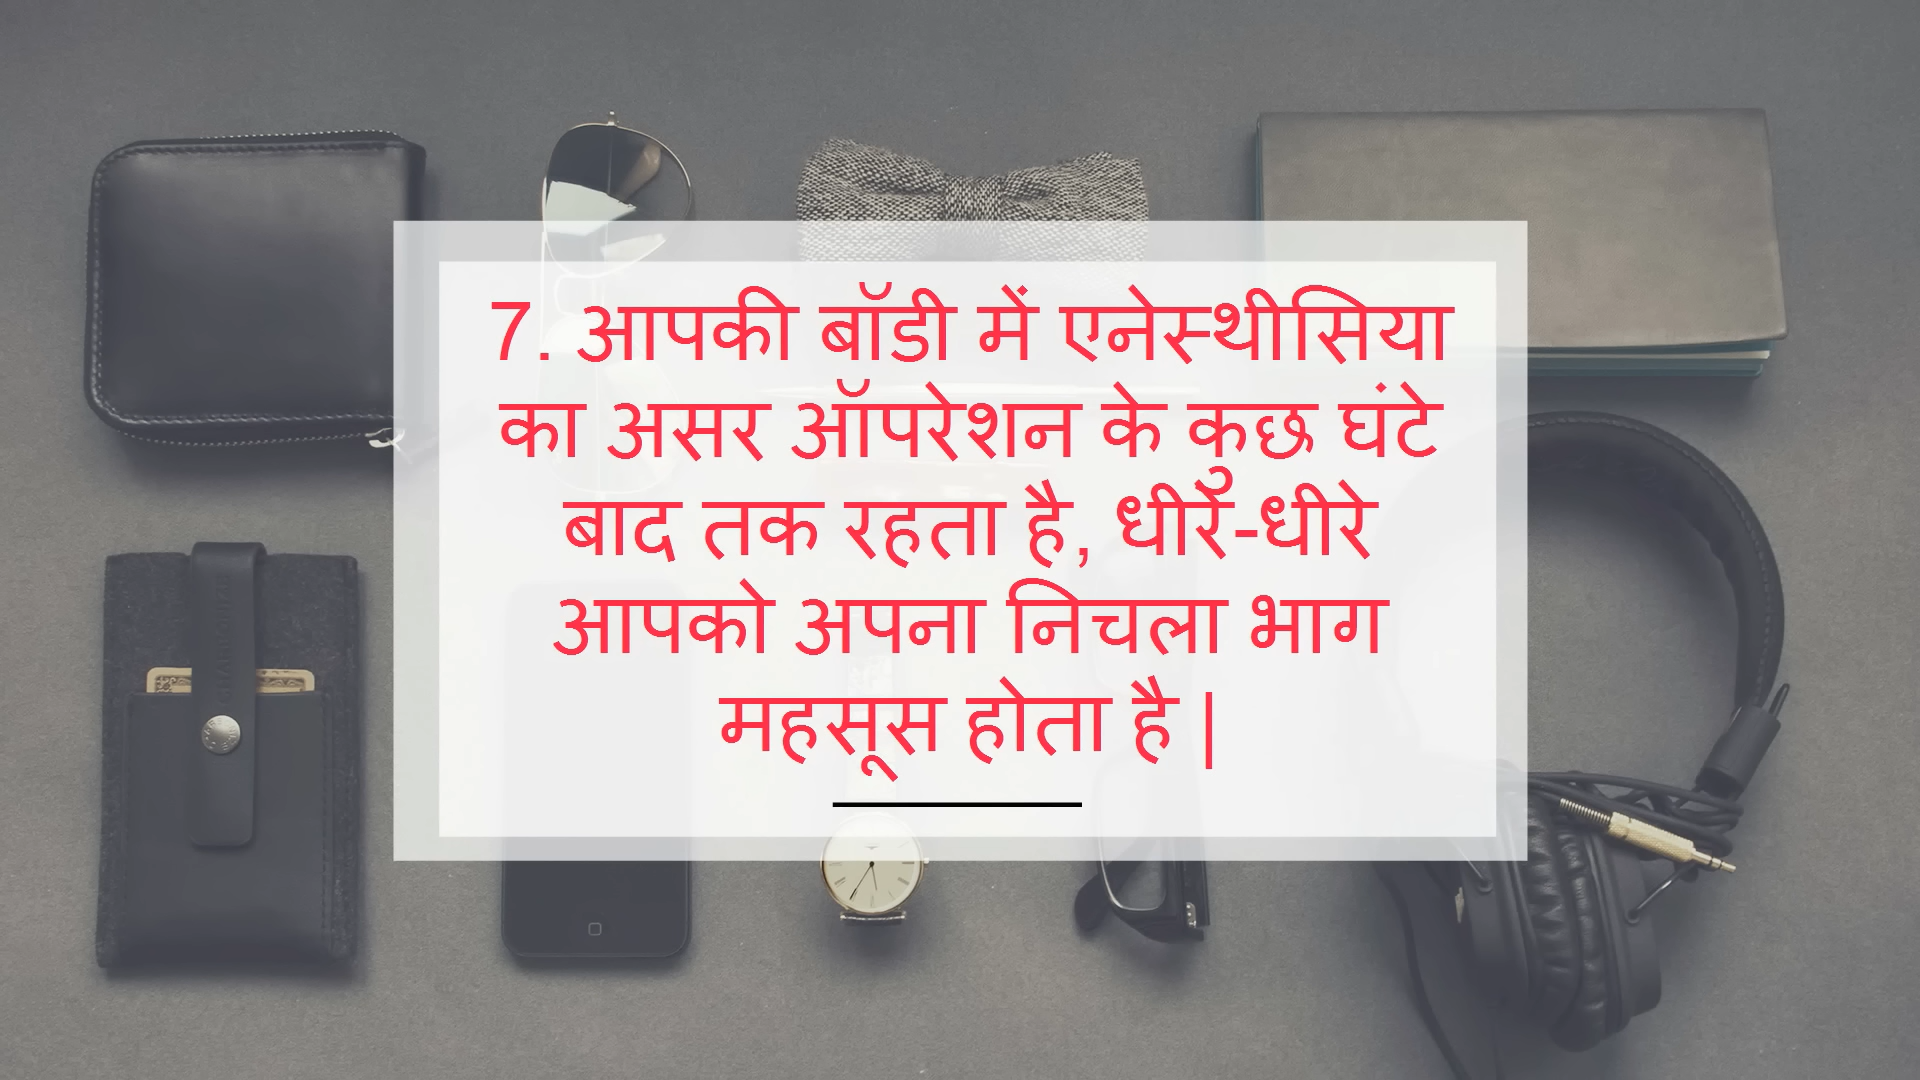 7. आपकी बॉडी में एनेस्थीसिया
का असर ऑपरेशन के कुछ घंटे
बाद तक रहता है, धीरे-धीरे
आपको अपना निचला भाग
महसूस होता है |